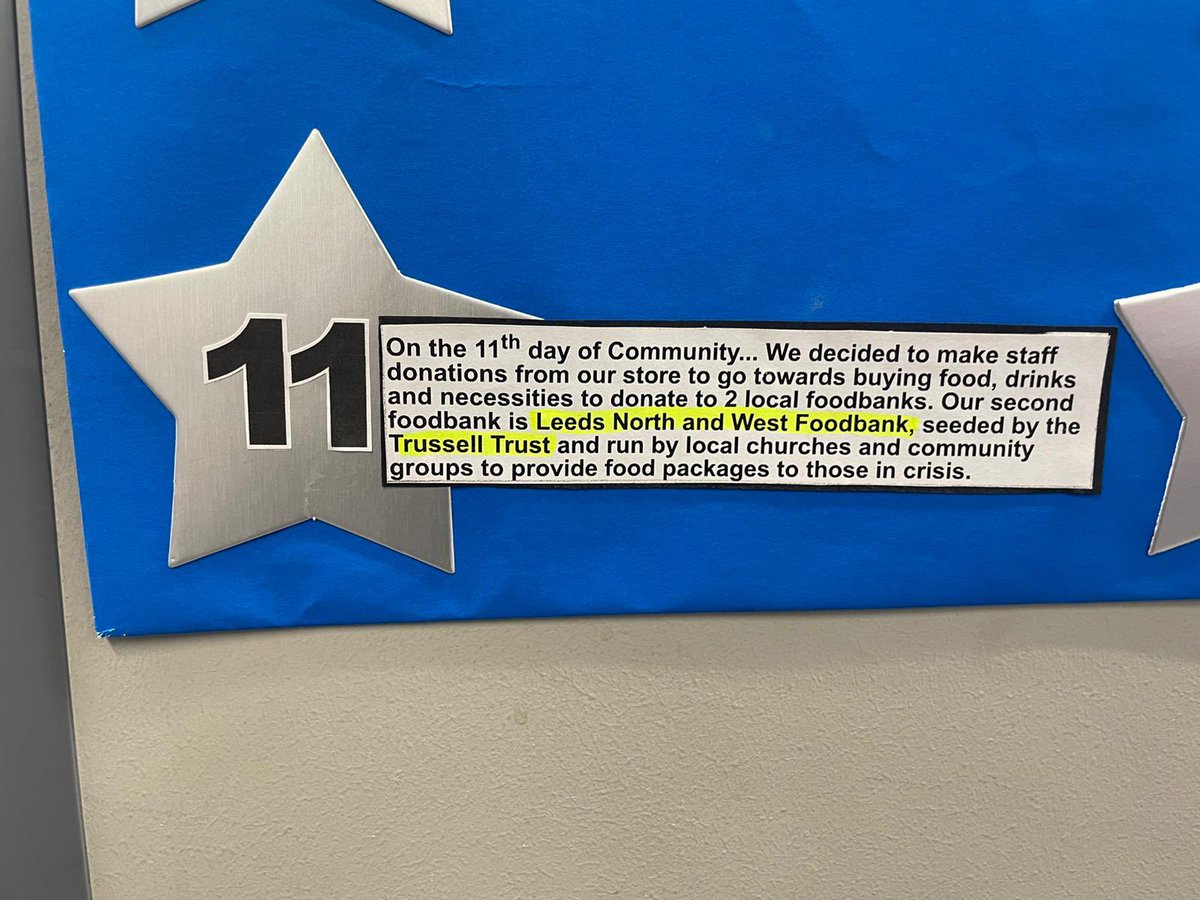 11
On the 11th day of Community... We decided to make staff
donations from our store to go towards buying food, drinks
and necessities to donate to 2 local foodbanks. Our second
foodbank is Leeds North and West Foodbank, seeded by the
Trussell Trust and run by local churches and community
groups to provide food packages to those in crisis.